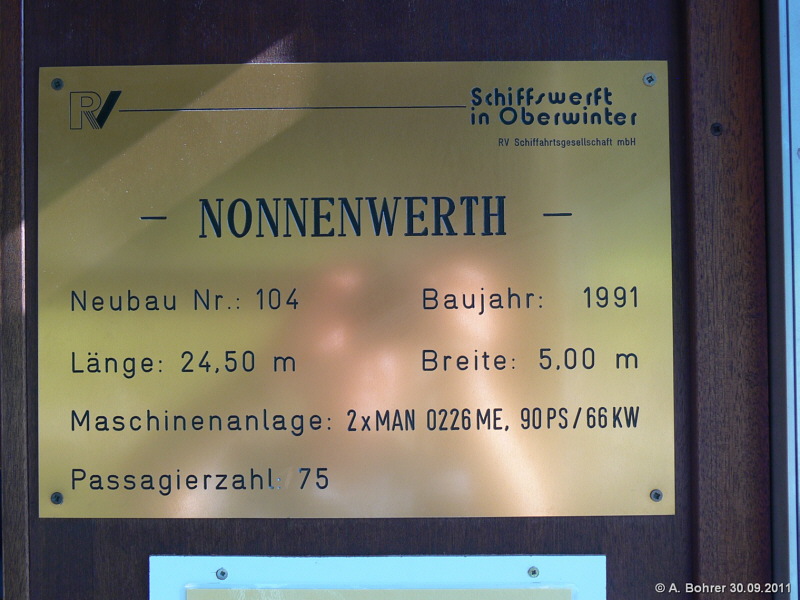 RV
Schiffswerft
in Oberwinter
RV Schiffahrtsgesellschaft mbH
— NONNENWERTH —
Neubau Nr.: 104 Baujahr: 1991
Länge: 24,50 m Breite: 5,00 m
Maschinenanlage: 2xMAN 0226ME, 90PS/66KW
Passagierzahl: 75
© A. Bohrer 30.09.2011